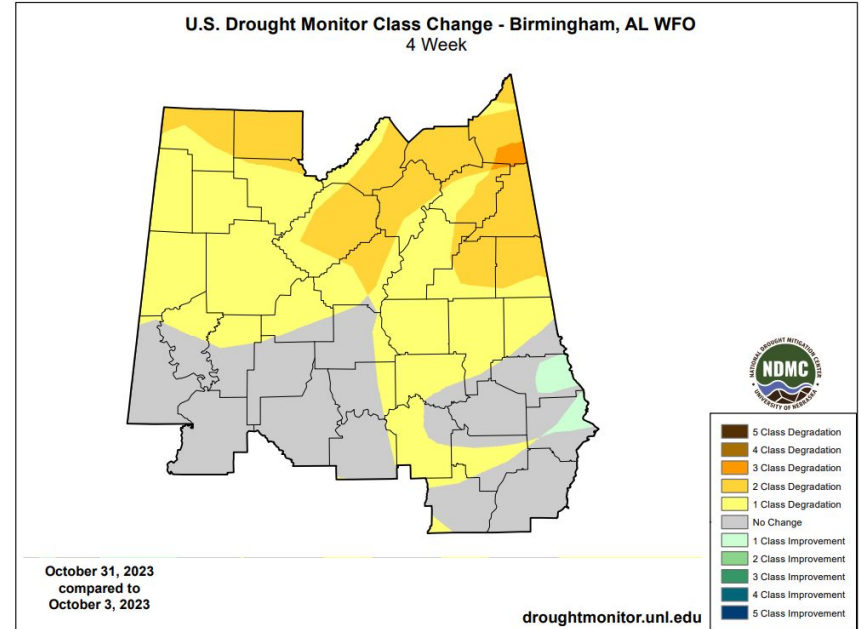 U.S. Drought Monitor Class Change - Birmingham, AL WFO
4 Week
NATIONAL DROUGHT MITIGATION CENTER
NDMC
UNIVERSITY OF NEBRASKA
5 Class Degradation
4 Class Degradation
3 Class Degradation
2 Class Degradation
1 Class Degradation
No Change
1 Class Improvement
2 Class Improvement
3 Class Improvement
4 Class Improvement
5 Class Improvement
October 31, 2023
compared to
October 3, 2023
droughtmonitor.unl.edu